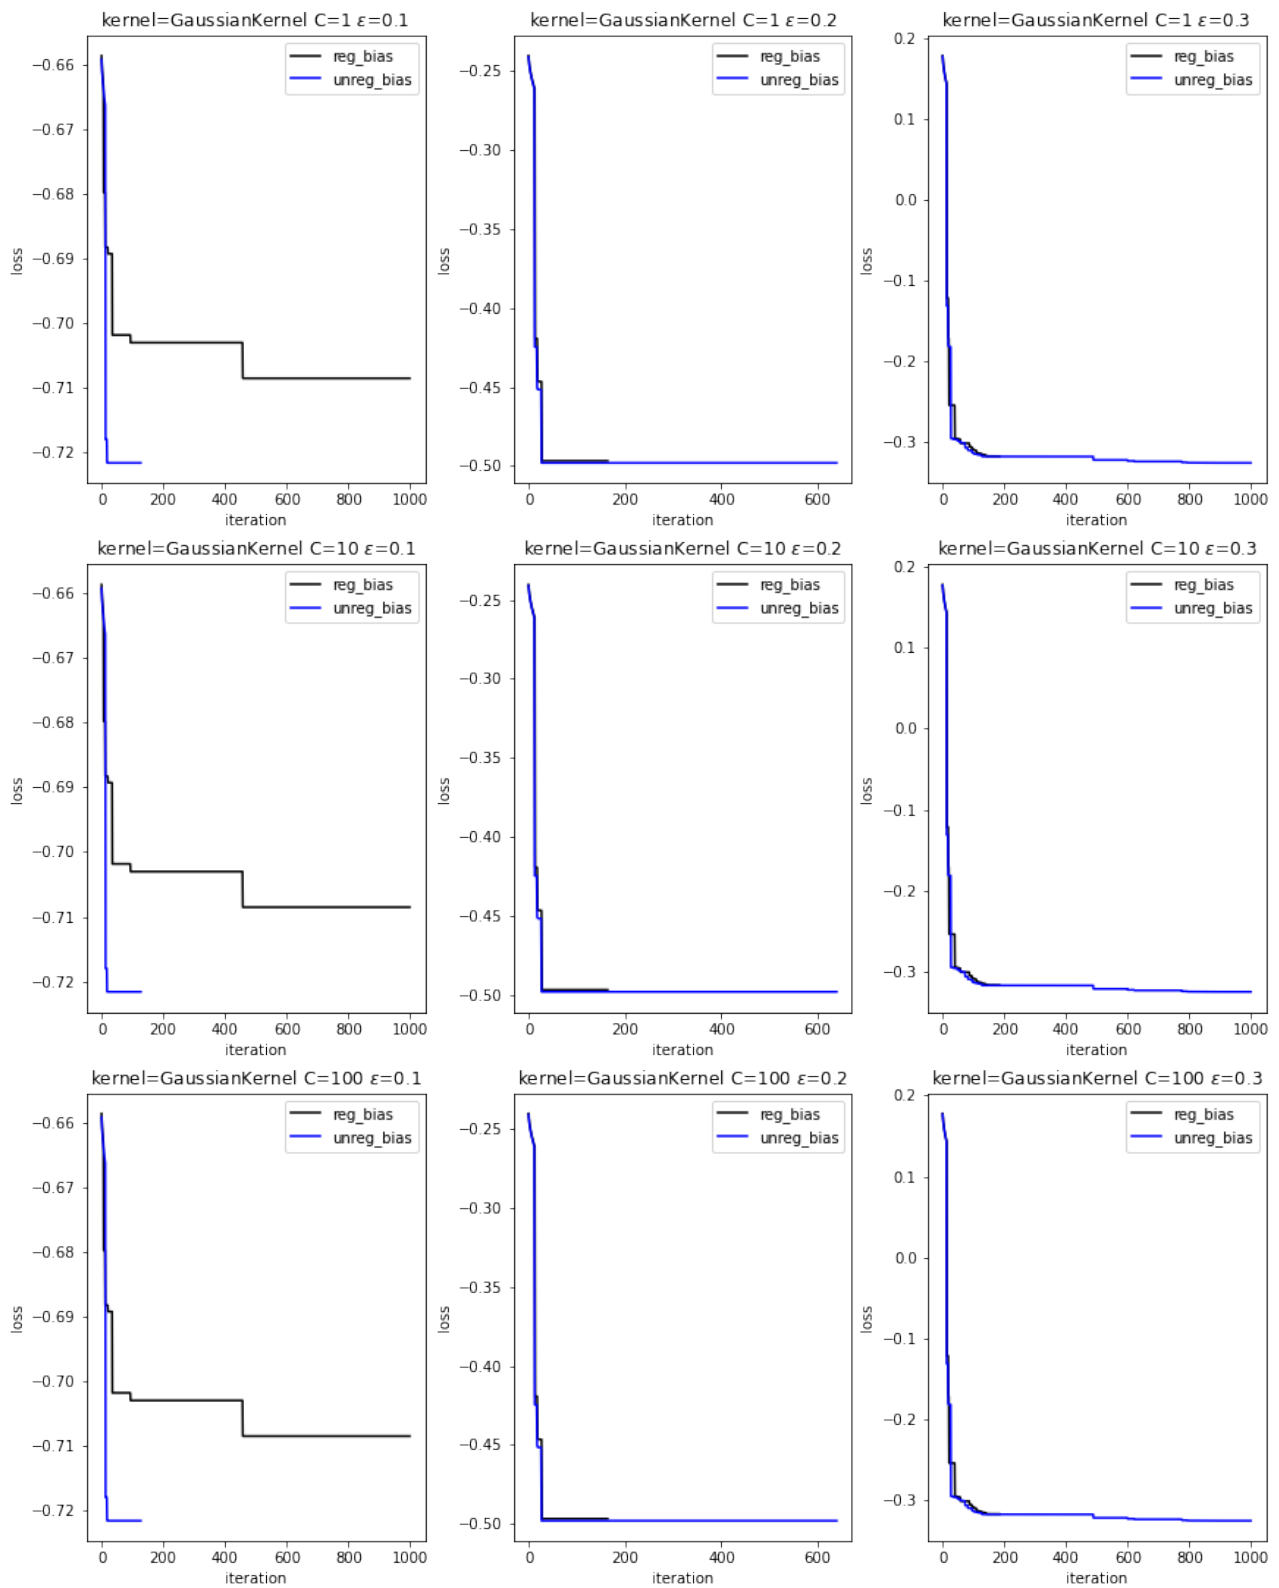 kernel=GaussianKernel C=1 ε=0.1
reg_bias
unreg_bias
−0.66
−0.67
−0.68
−0.69
−0.70
−0.71
−0.72
loss
0 200 400 600 800 1000
iteration
kernel=GaussianKernel C=1 ε=0.2
reg_bias
unreg_bias
−0.25
−0.30
−0.35
−0.40
−0.45
−0.50
loss
0 200 400 600
iteration
kernel=GaussianKernel C=1 ε=0.3
reg_bias
unreg_bias
0.2
0.1
0.0
−0.1
−0.2
−0.3
loss
0 200 400 600 800 1000
iteration
kernel=GaussianKernel C=10 ε=0.1
reg_bias
unreg_bias
−0.66
−0.67
−0.68
−0.69
−0.70
−0.71
−0.72
loss
0 200 400 600 800 1000
iteration
kernel=GaussianKernel C=10 ε=0.2
reg_bias
unreg_bias
−0.25
−0.30
−0.35
−0.40
−0.45
−0.50
loss
0 200 400 600
iteration
kernel=GaussianKernel C=10 ε=0.3
reg_bias
unreg_bias
0.2
0.1
0.0
−0.1
−0.2
−0.3
loss
0 200 400 600 800 1000
iteration
kernel=GaussianKernel C=100 ε=0.1
reg_bias
unreg_bias
−0.66
−0.67
−0.68
−0.69
−0.70
−0.71
−0.72
loss
0 200 400 600 800 1000
iteration
kernel=GaussianKernel C=100 ε=0.2
reg_bias
unreg_bias
−0.25
−0.30
−0.35
−0.40
−0.45
−0.50
loss
0 200 400 600
iteration
kernel=GaussianKernel C=100 ε=0.3
reg_bias
unreg_bias
0.2
0.1
0.0
−0.1
−0.2
−0.3
loss
0 200 400 600 800 1000
iteration